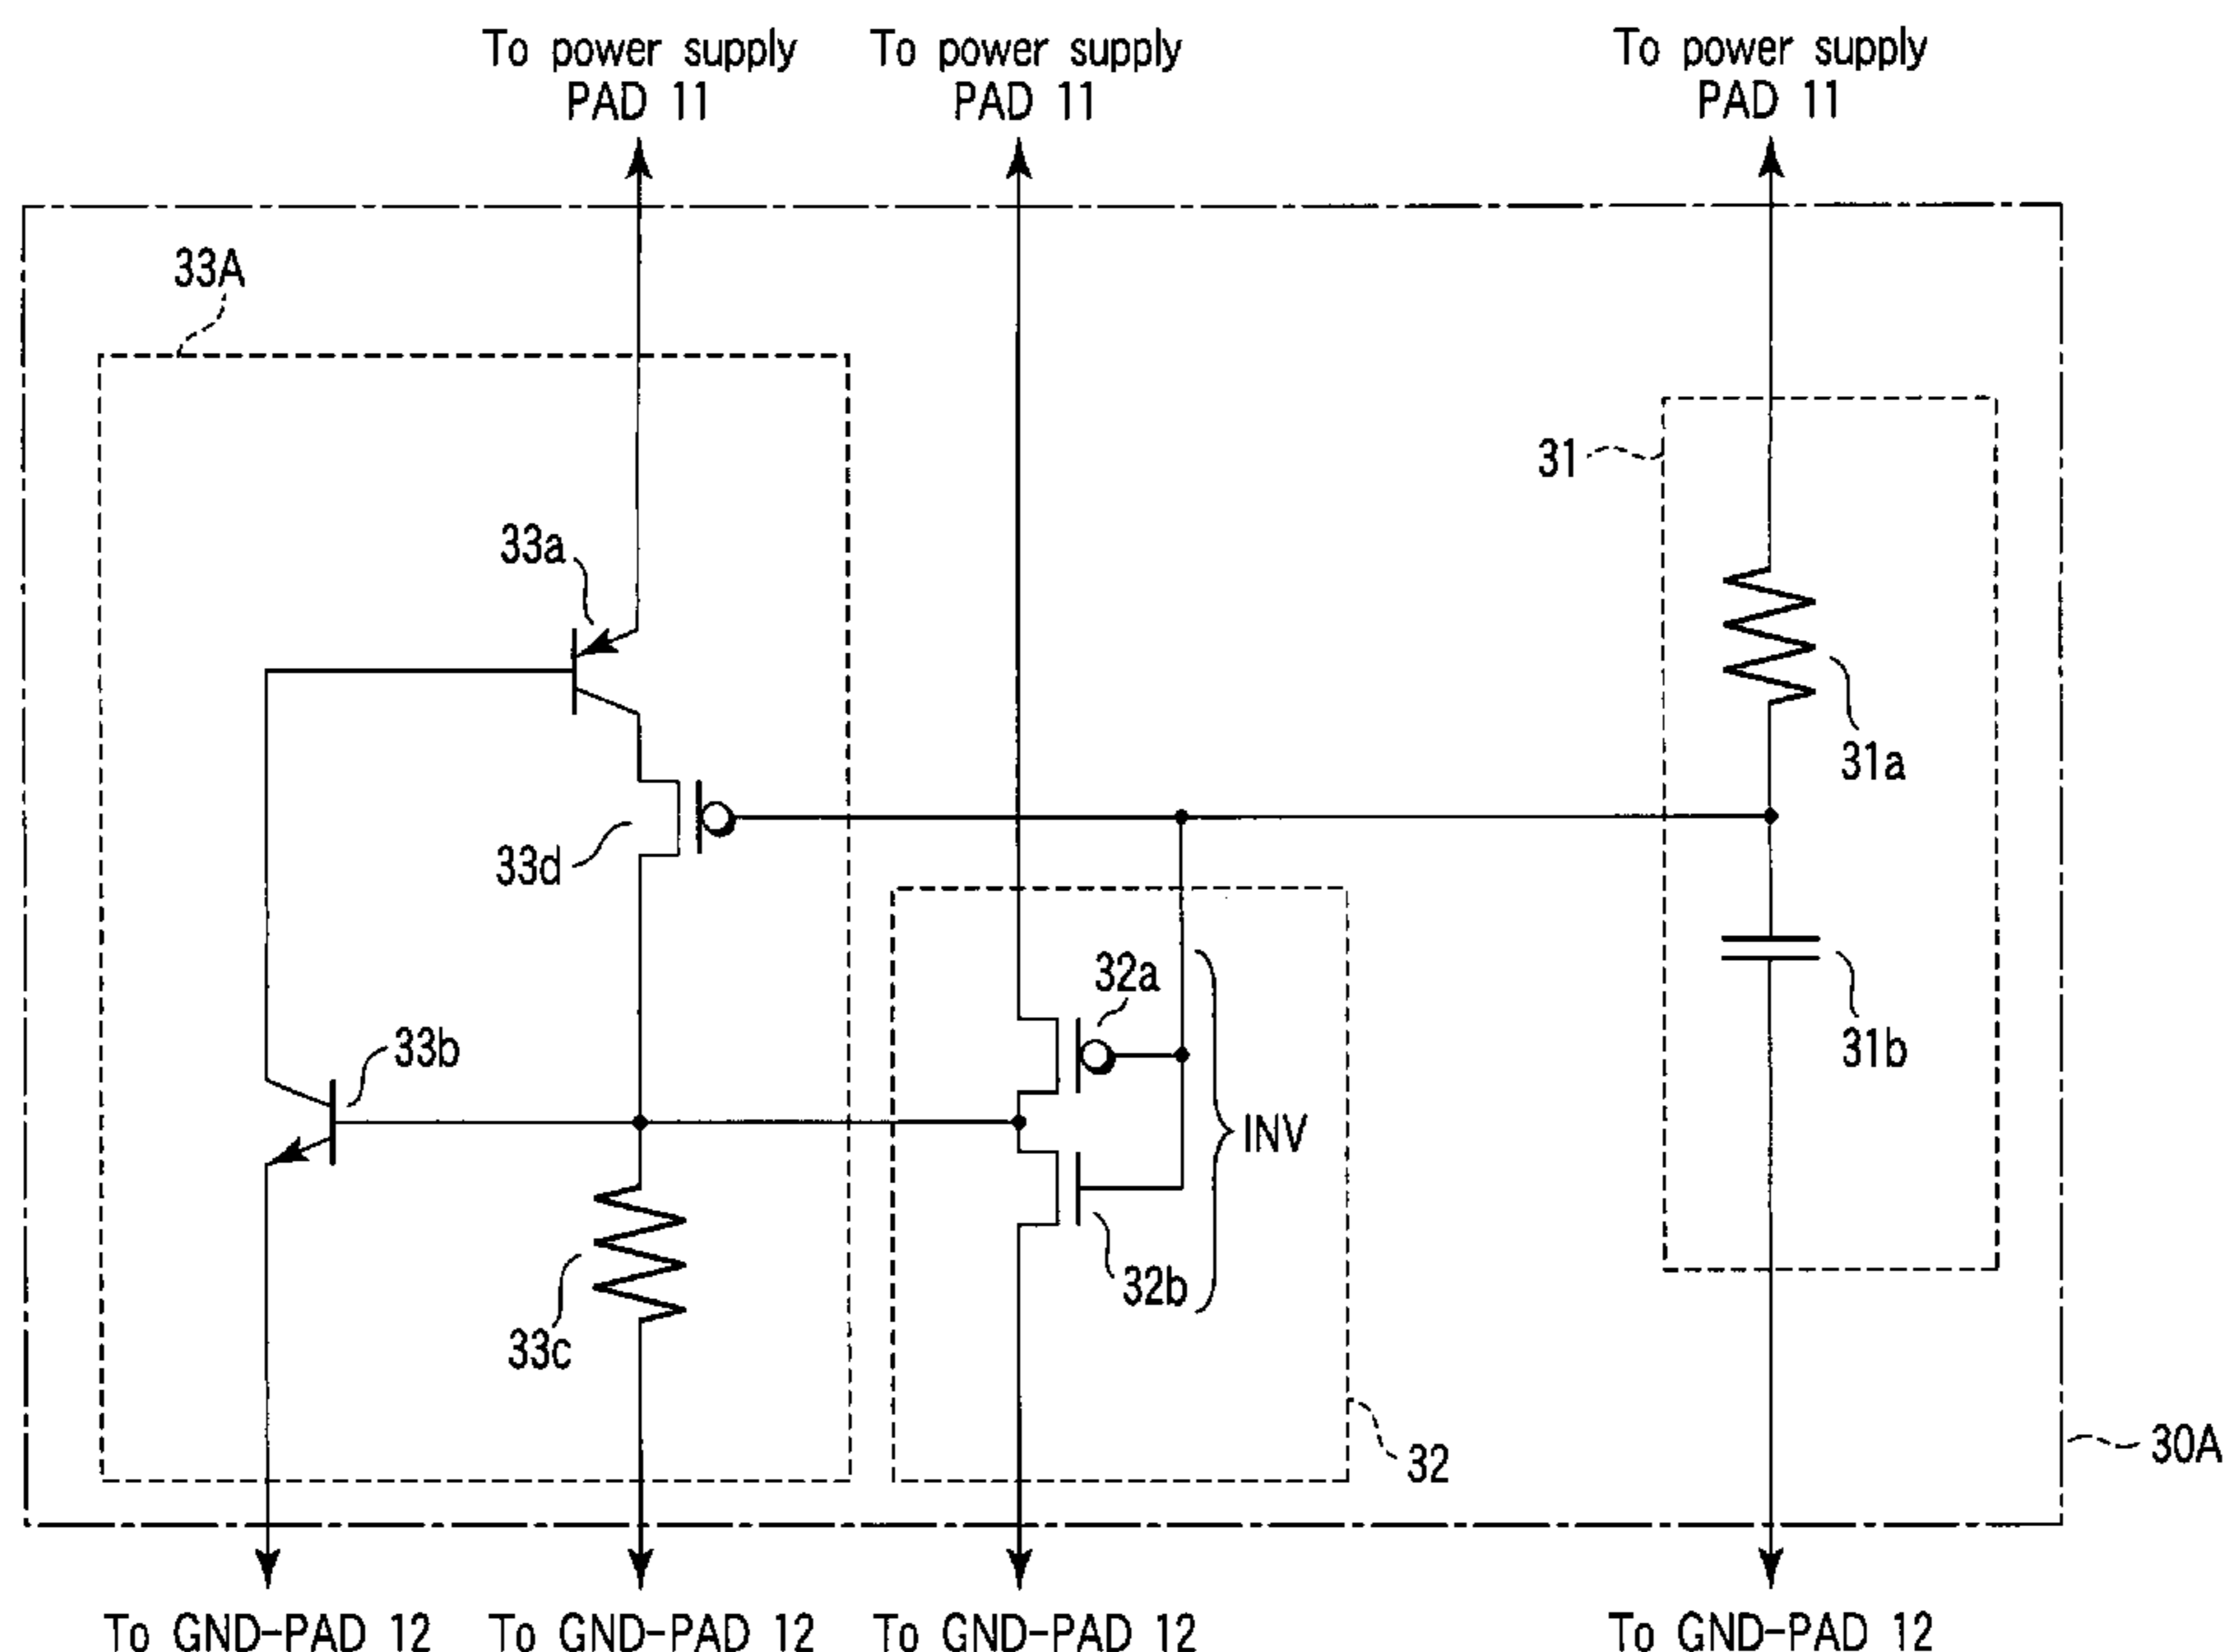 To power supply
PAD 11
To power supply
PAD 11
To power supply
PAD 11
33A
31
33a
31a
33d
32a
33b
31b
INV
32b
33c
32
30A
To GND-PAD 12
To GND-PAD 12
To GND-PAD 12
To GND-PAD 12